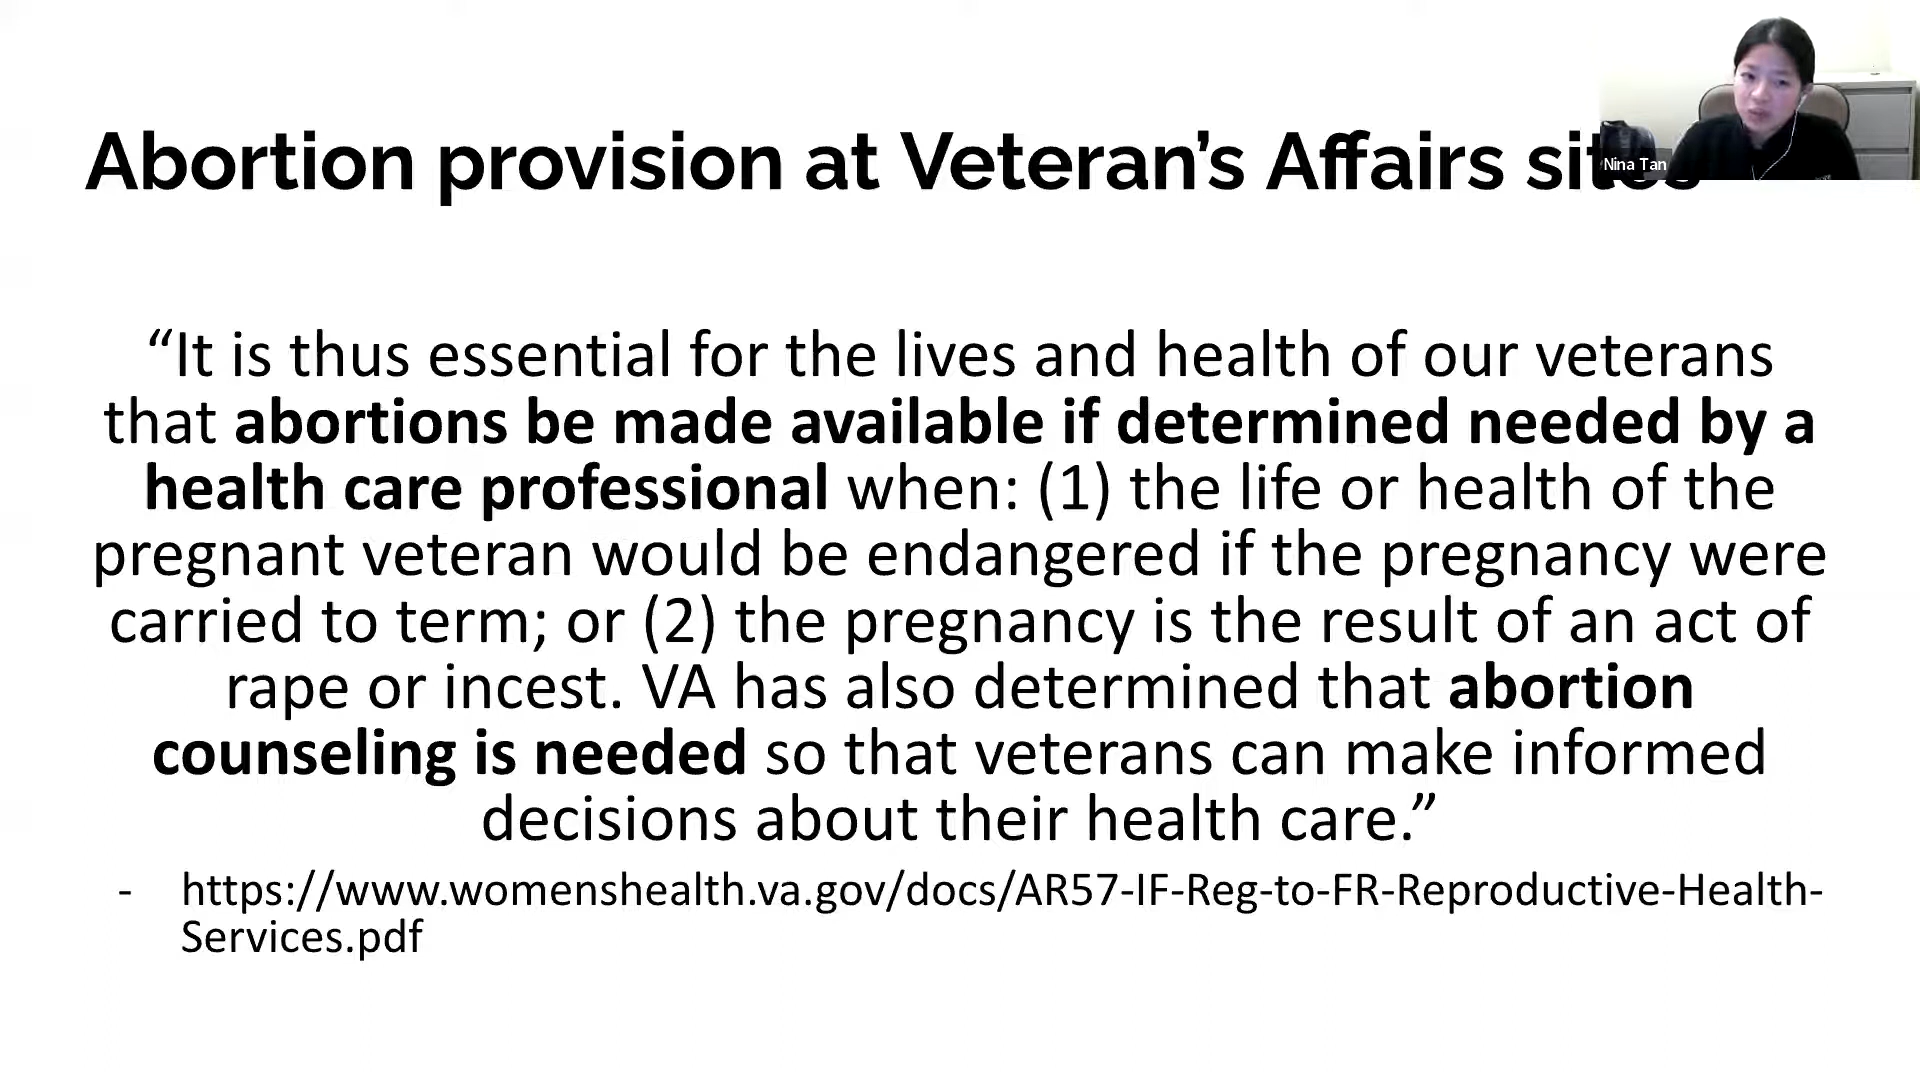 Abortion provision at Veteran’s Affairs sites
Nina Tan
“It is thus essential for the lives and health of our veterans
that abortions be made available if determined needed by a
health care professional when: (1) the life or health of the
pregnant veteran would be endangered if the pregnancy were
carried to term; or (2) the pregnancy is the result of an act of
rape or incest. VA has also determined that abortion
counseling is needed so that veterans can make informed
decisions about their health care.”
- https://www.womenshealth.va.gov/docs/AR57-IF-Reg-to-FR-Reproductive-Health-
Services.pdf